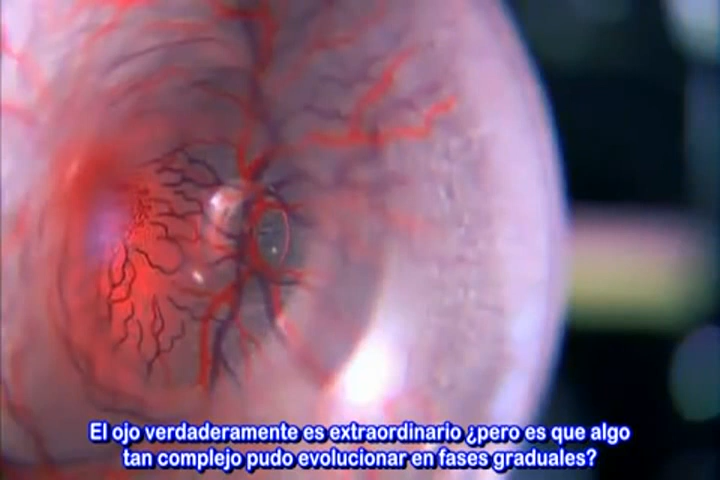 El ojo verdaderamente es extraordinario ¿pero es que algo
tan complejo pudo evolucionar en fases graduales?